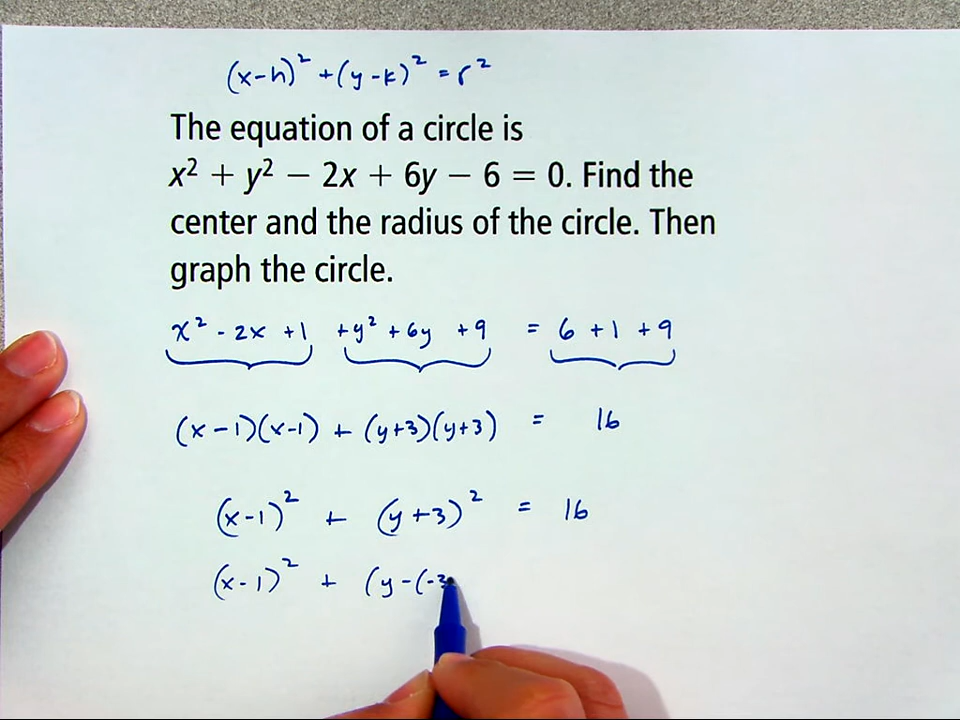 (x-h)² + (y-k)² = r²
The equation of a circle is
x² + y² − 2x + 6y − 6 = 0. Find the
center and the radius of the circle. Then
graph the circle.
x² - 2x + 1 + y² + 6y + 9 = 6 + 1 + 9
(x-1)(x-1) + (y+3)(y+3) = 16
(x-1)² + (y+3)² = 16
(x-1)² + (y-(-3